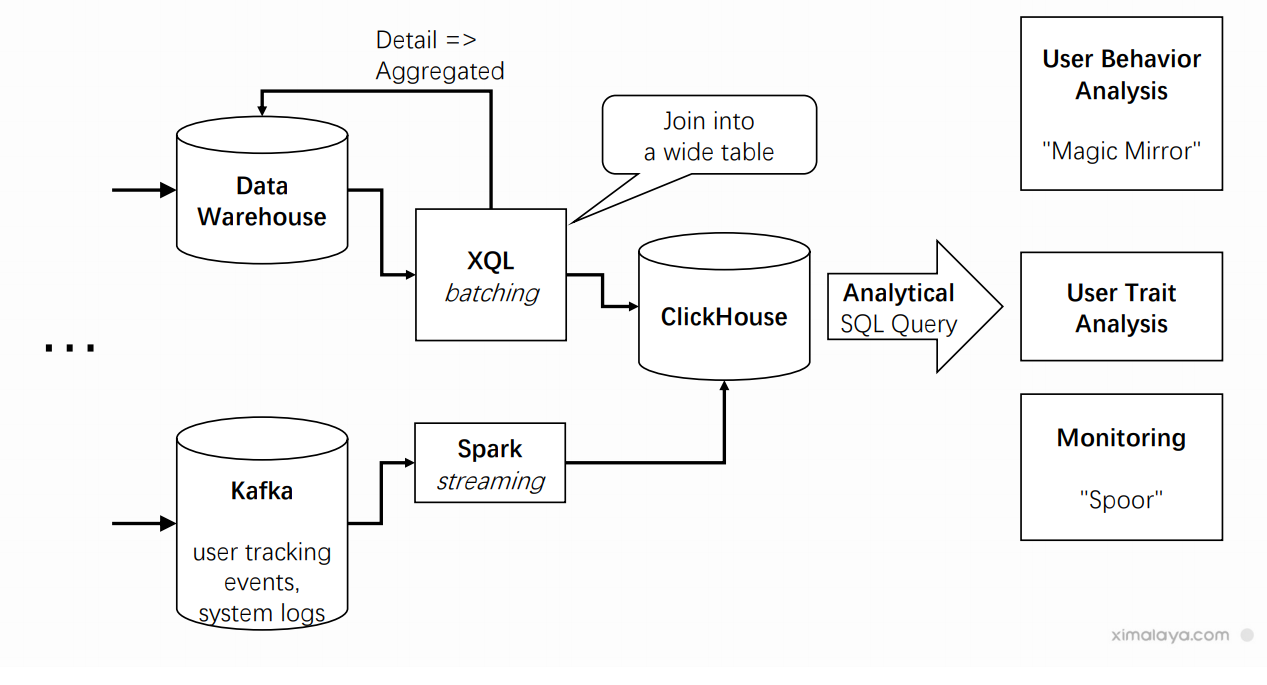 Detail =>
Aggregated
Data
Warehouse
Join into
a wide table
XQL
batching
ClickHouse
Analytical
SQL Query
User Behavior
Analysis
"Magic Mirror"
User Trait
Analysis
Monitoring
"Spoor"
...
Kafka
user tracking
events,
system logs
Spark
streaming
ximalaya.com